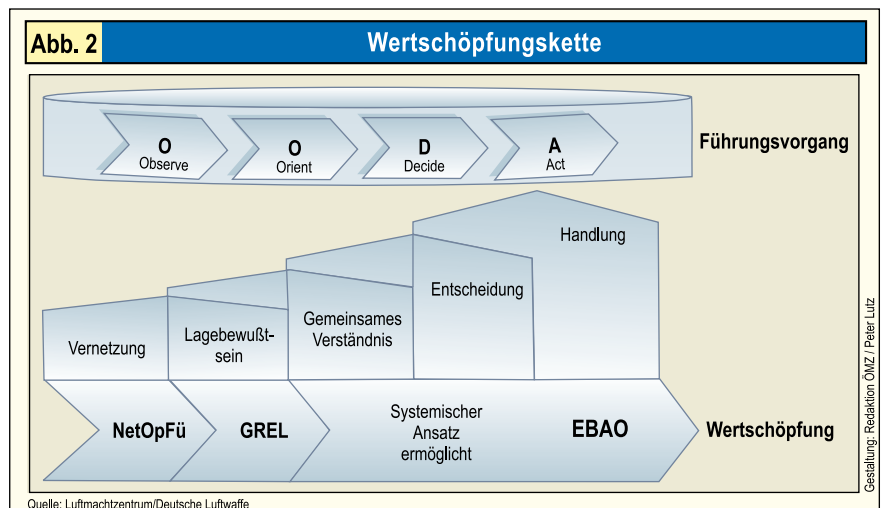 Abb. 2
Wertschöpfungskette
O
Observe
O
Orient
D
Decide
A
Act
Führungsvorgang
Handlung
Entscheidung
Gemeinsames
Verständnis
Lagebewußt-
sein
Vernetzung
NetOpFü
GREL
Systemischer
Ansatz
ermöglicht
EBAO
Wertschöpfung
Gestaltung: Redaktion ÖMZ / Peter Lutz
Quelle: Luftmachtzentrum/Deutsche Luftwaffe